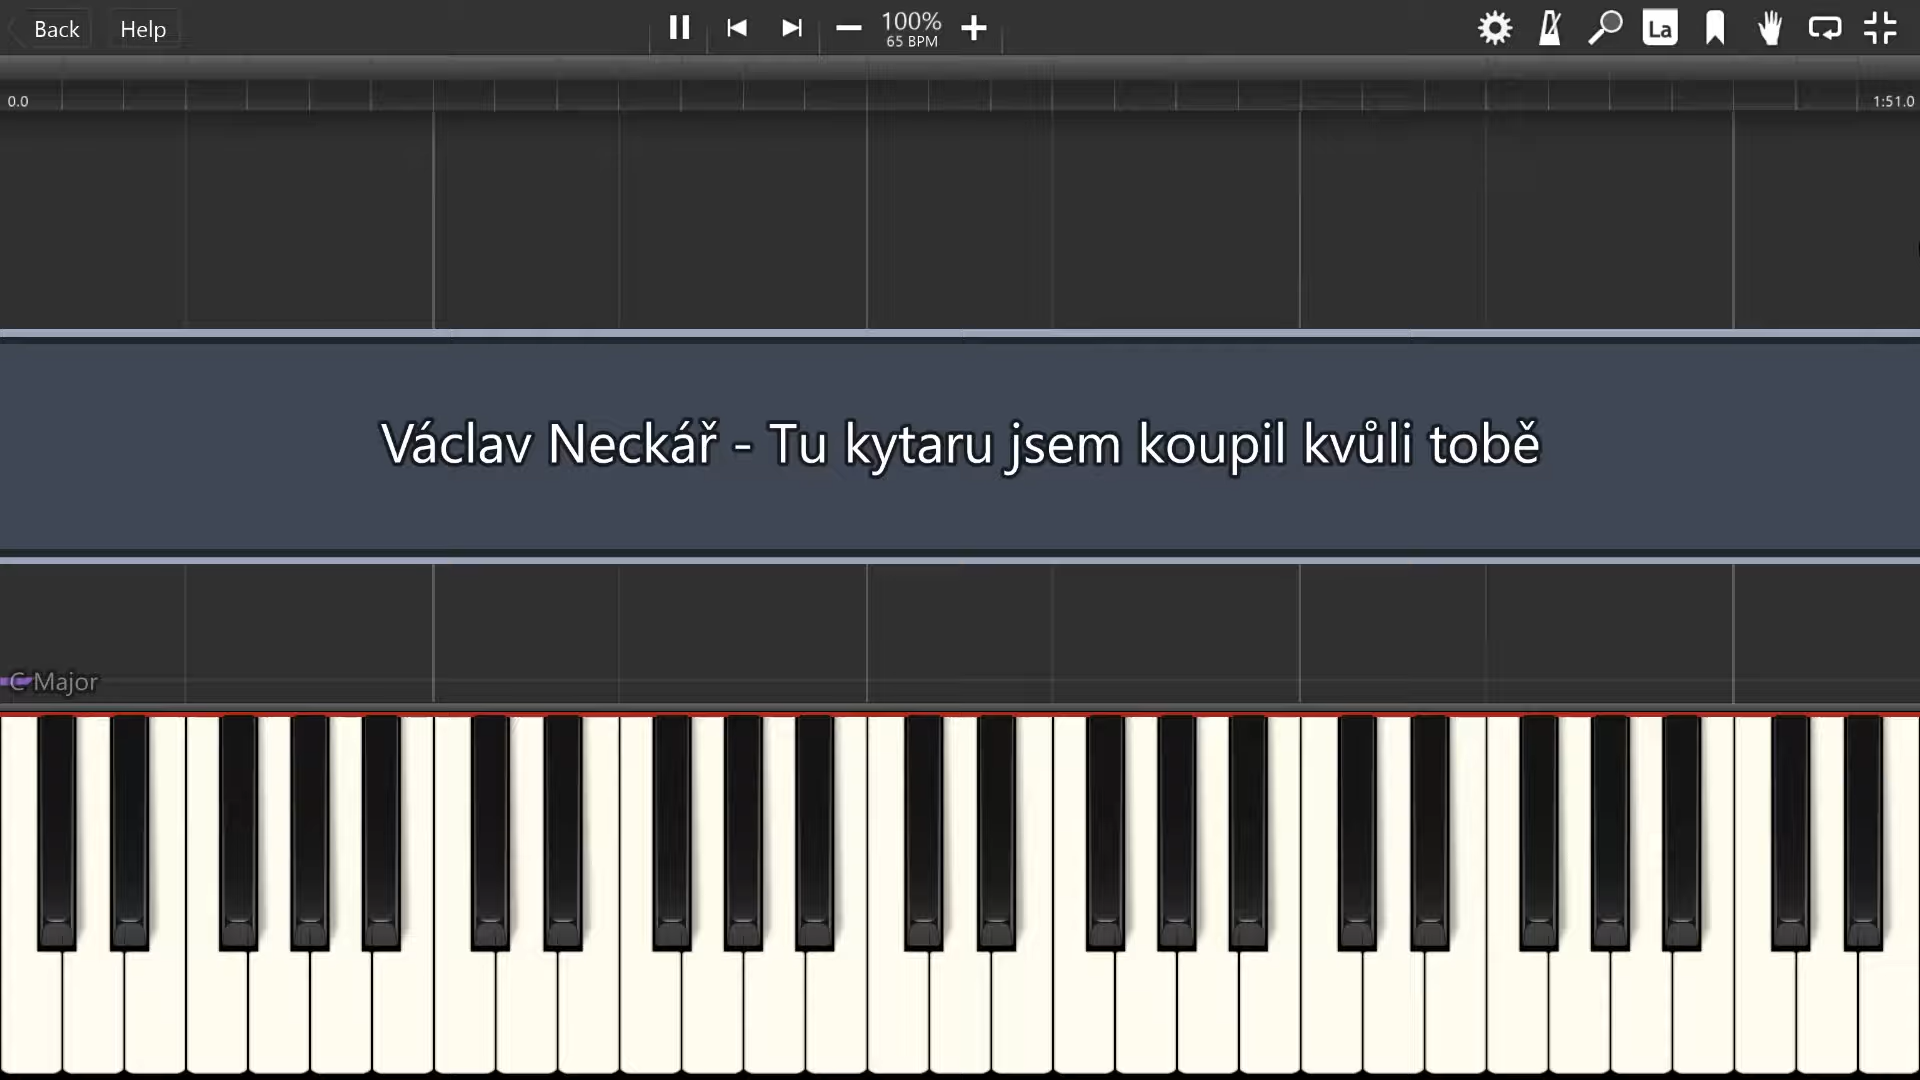 Back
Help
100%
65 BPM
La
0.0
1:51.0
Václav Neckář - Tu kytaru jsem koupil kvůli tobě
C Major